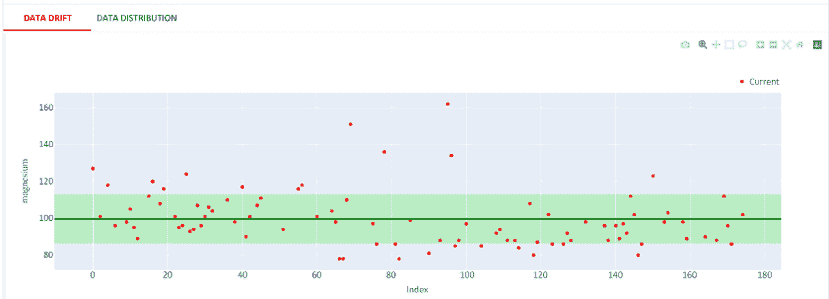 DATA DRIFT DATA DISTRIBUTION
Current
160
140
120
magnesium
100
80
0 20 40 60 80 100 120 140 160 180
Index